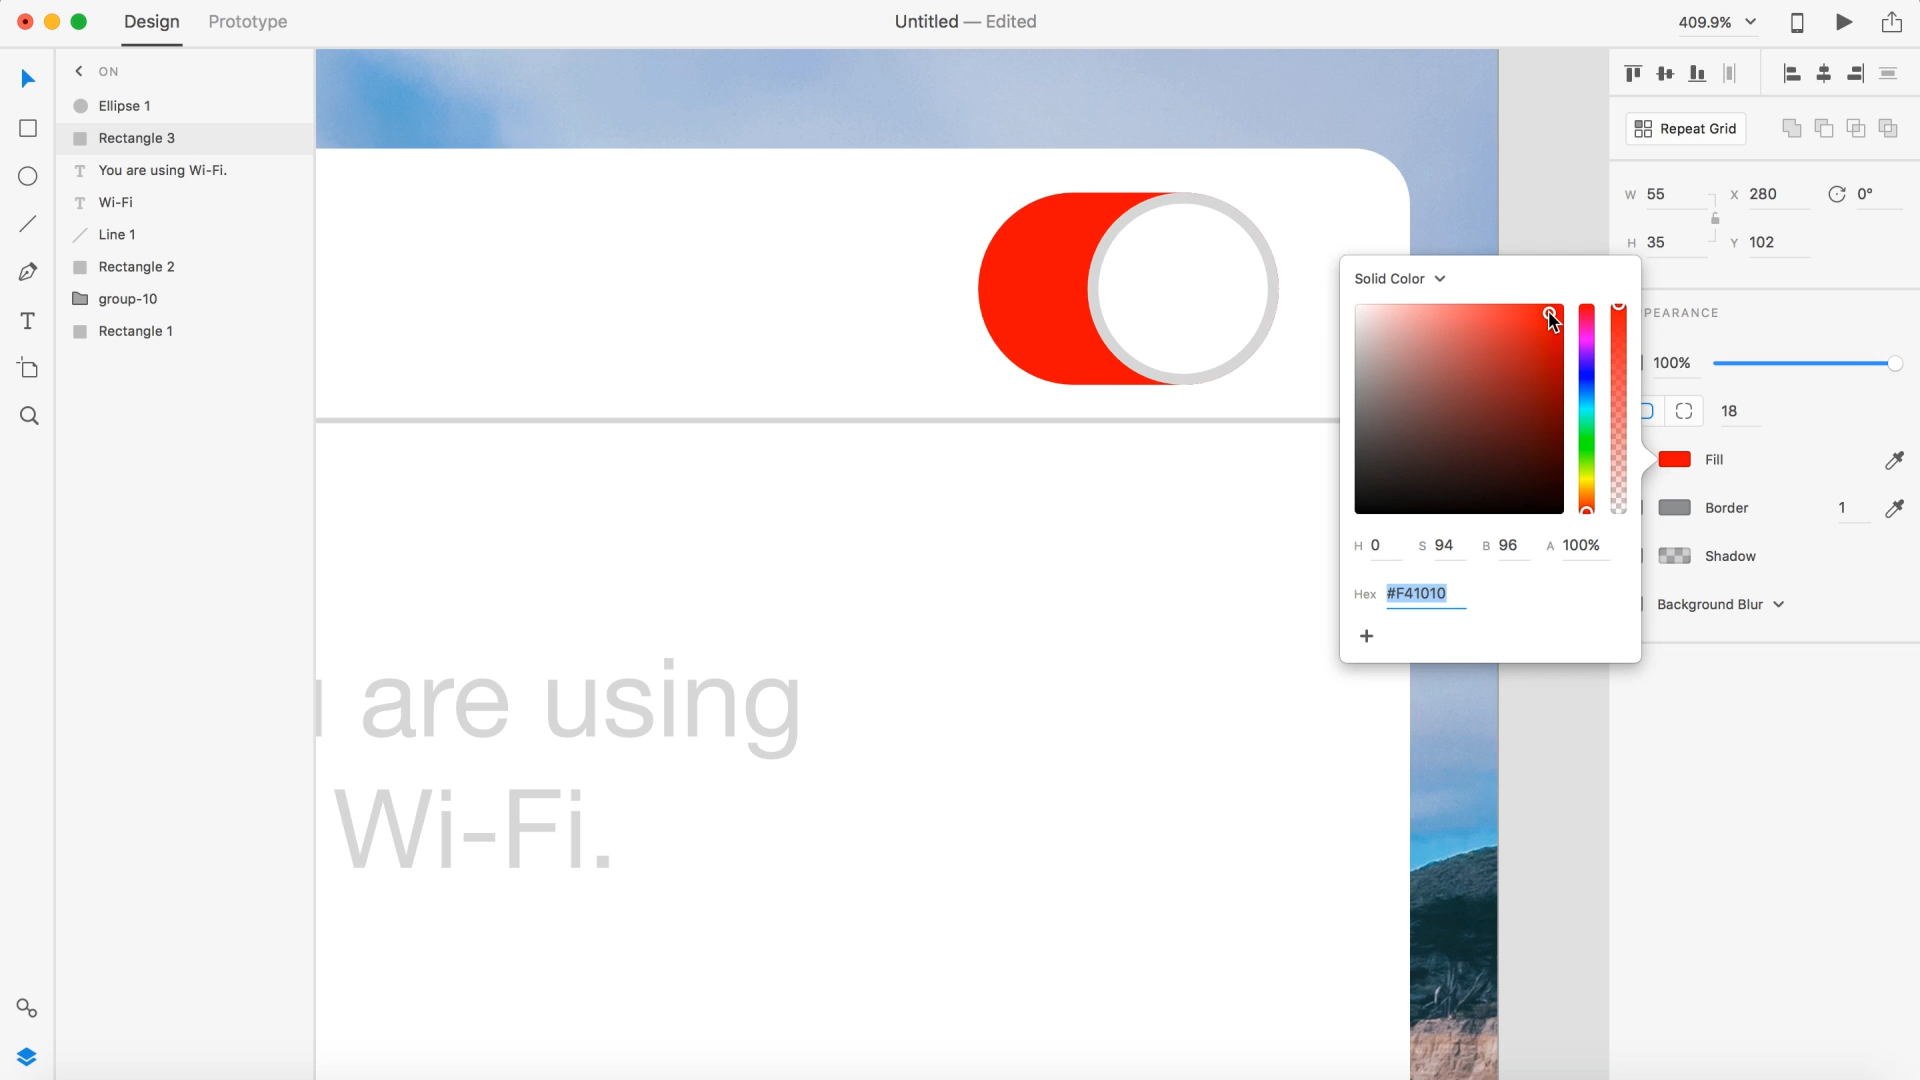 Design
Prototype
Untitled — Edited
409.9%
ON
Ellipse 1
Rectangle 3
You are using Wi-Fi.
Wi-Fi
Line 1
Rectangle 2
group-10
Rectangle 1
are using
Wi-Fi.
Repeat Grid
W 55
X 280
0°
H 35
Y 102
PEARANCE
100%
18
Fill
Border
1
Shadow
Background Blur
Solid Color
H 0
S 94
B 96
A 100%
Hex #F41010